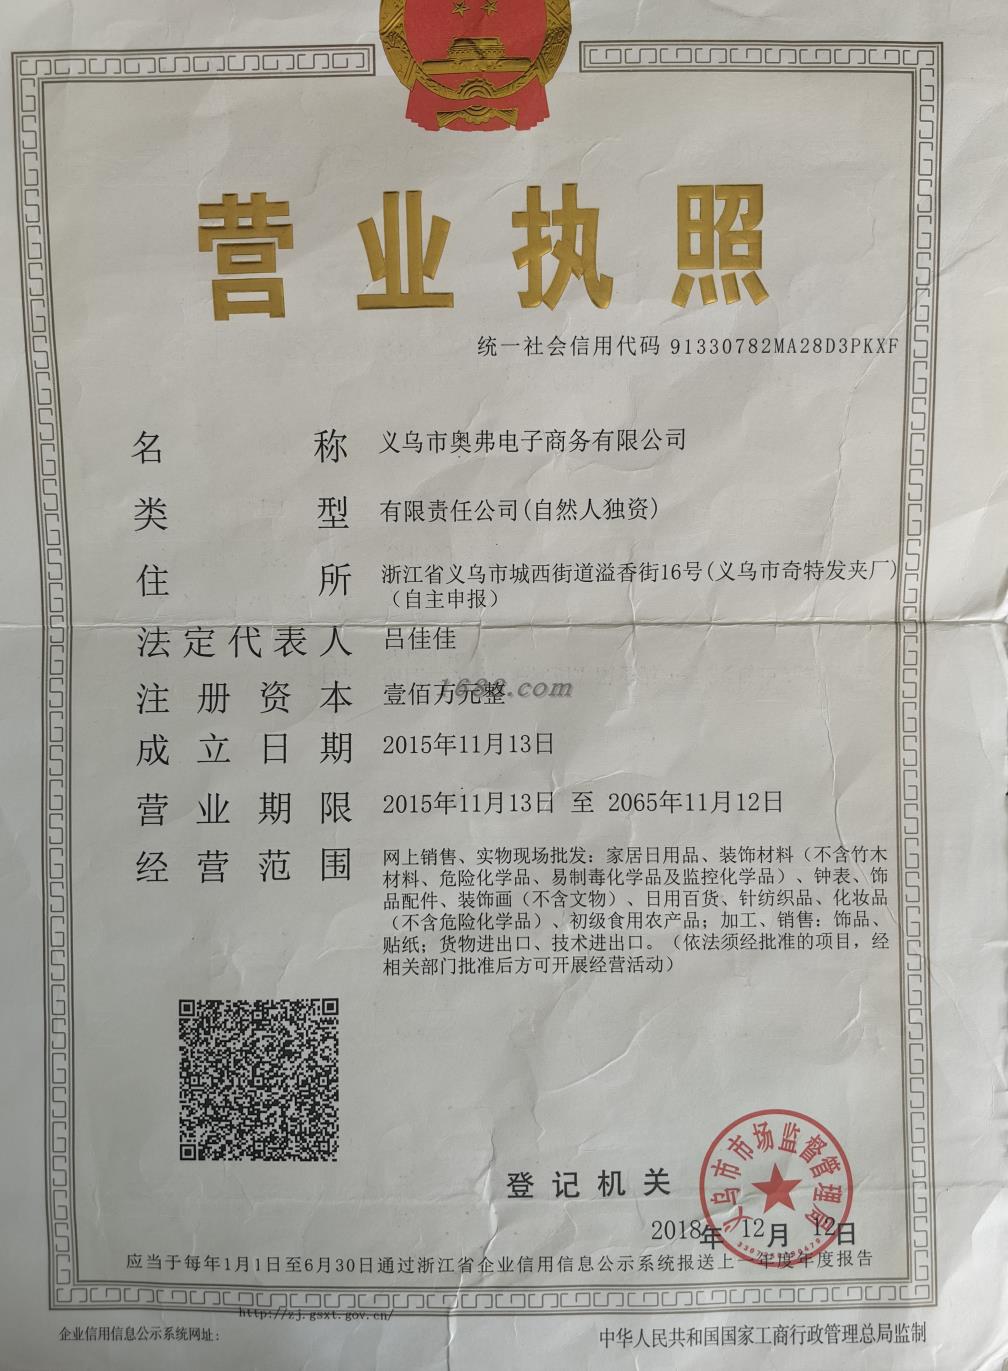 营业执照
统一社会信用代码 91330782MA28D3PKXF
名称 义乌市奥弗电子商务有限公司
类型 有限责任公司(自然人独资)
住所 浙江省义乌市城西街道溢香街16号(义乌市奇特发夹厂)
(自主申报)
法定代表人 吕佳佳
注册资本 壹佰万元整
1688.com
成立日期 2015年11月13日
营业期限 2015年11月13日 至 2065年11月12日
经营范围 网上销售、实物现场批发：家居日用品、装饰材料（不含竹木
材料、危险化学品、易制毒化学品及监控化学品）、钟表、饰
品配件、装饰画（不含文物）、日用百货、针纺织品、化妆品
（不含危险化学品）、初级食用农产品；加工、销售：饰品、
贴纸；货物进出口、技术进出口。（依法须经批准的项目，经
相关部门批准后方可开展经营活动）
登记机关
义乌市市场监督管理局
2018年 12月 12日
应当于每年1月1日至6月30日通过浙江省企业信用信息公示系统报送上一年度年度报告
http://zj.gsxt.gov.cn/
企业信用信息公示系统网址：
中华人民共和国国家工商行政管理总局监制